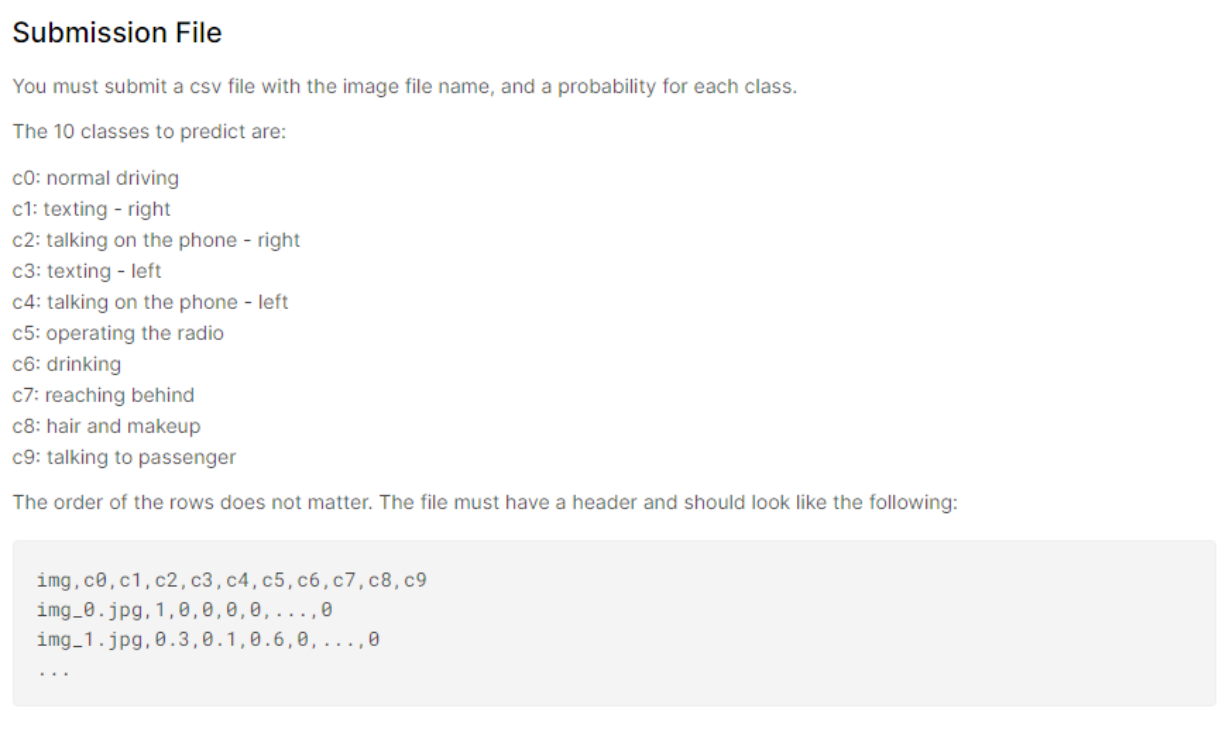 Submission File
You must submit a csv file with the image file name, and a probability for each class.
The 10 classes to predict are:
c0: normal driving
c1: texting - right
c2: talking on the phone - right
c3: texting - left
c4: talking on the phone - left
c5: operating the radio
c6: drinking
c7: reaching behind
c8: hair and makeup
c9: talking to passenger
The order of the rows does not matter. The file must have a header and should look like the following:
img,c0,c1,c2,c3,c4,c5,c6,c7,c8,c9
img_0.jpg,1,0,0,0,0,...,0
img_1.jpg,0.3,0.1,0.6,0,...,0
...